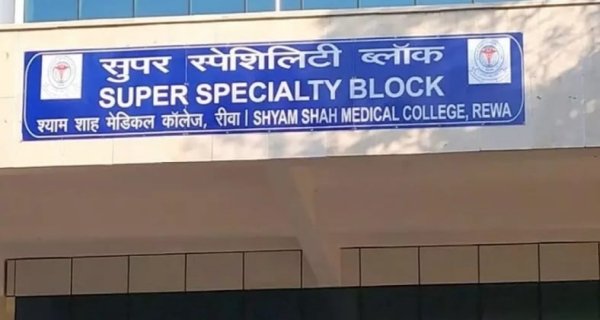 सुपर स्पेशिलिटी ब्लॉक
SUPER SPECIALTY BLOCK
श्याम शाह मेडिकल कॉलेज, रीवा | SHYAM SHAH MEDICAL COLLEGE, REWA